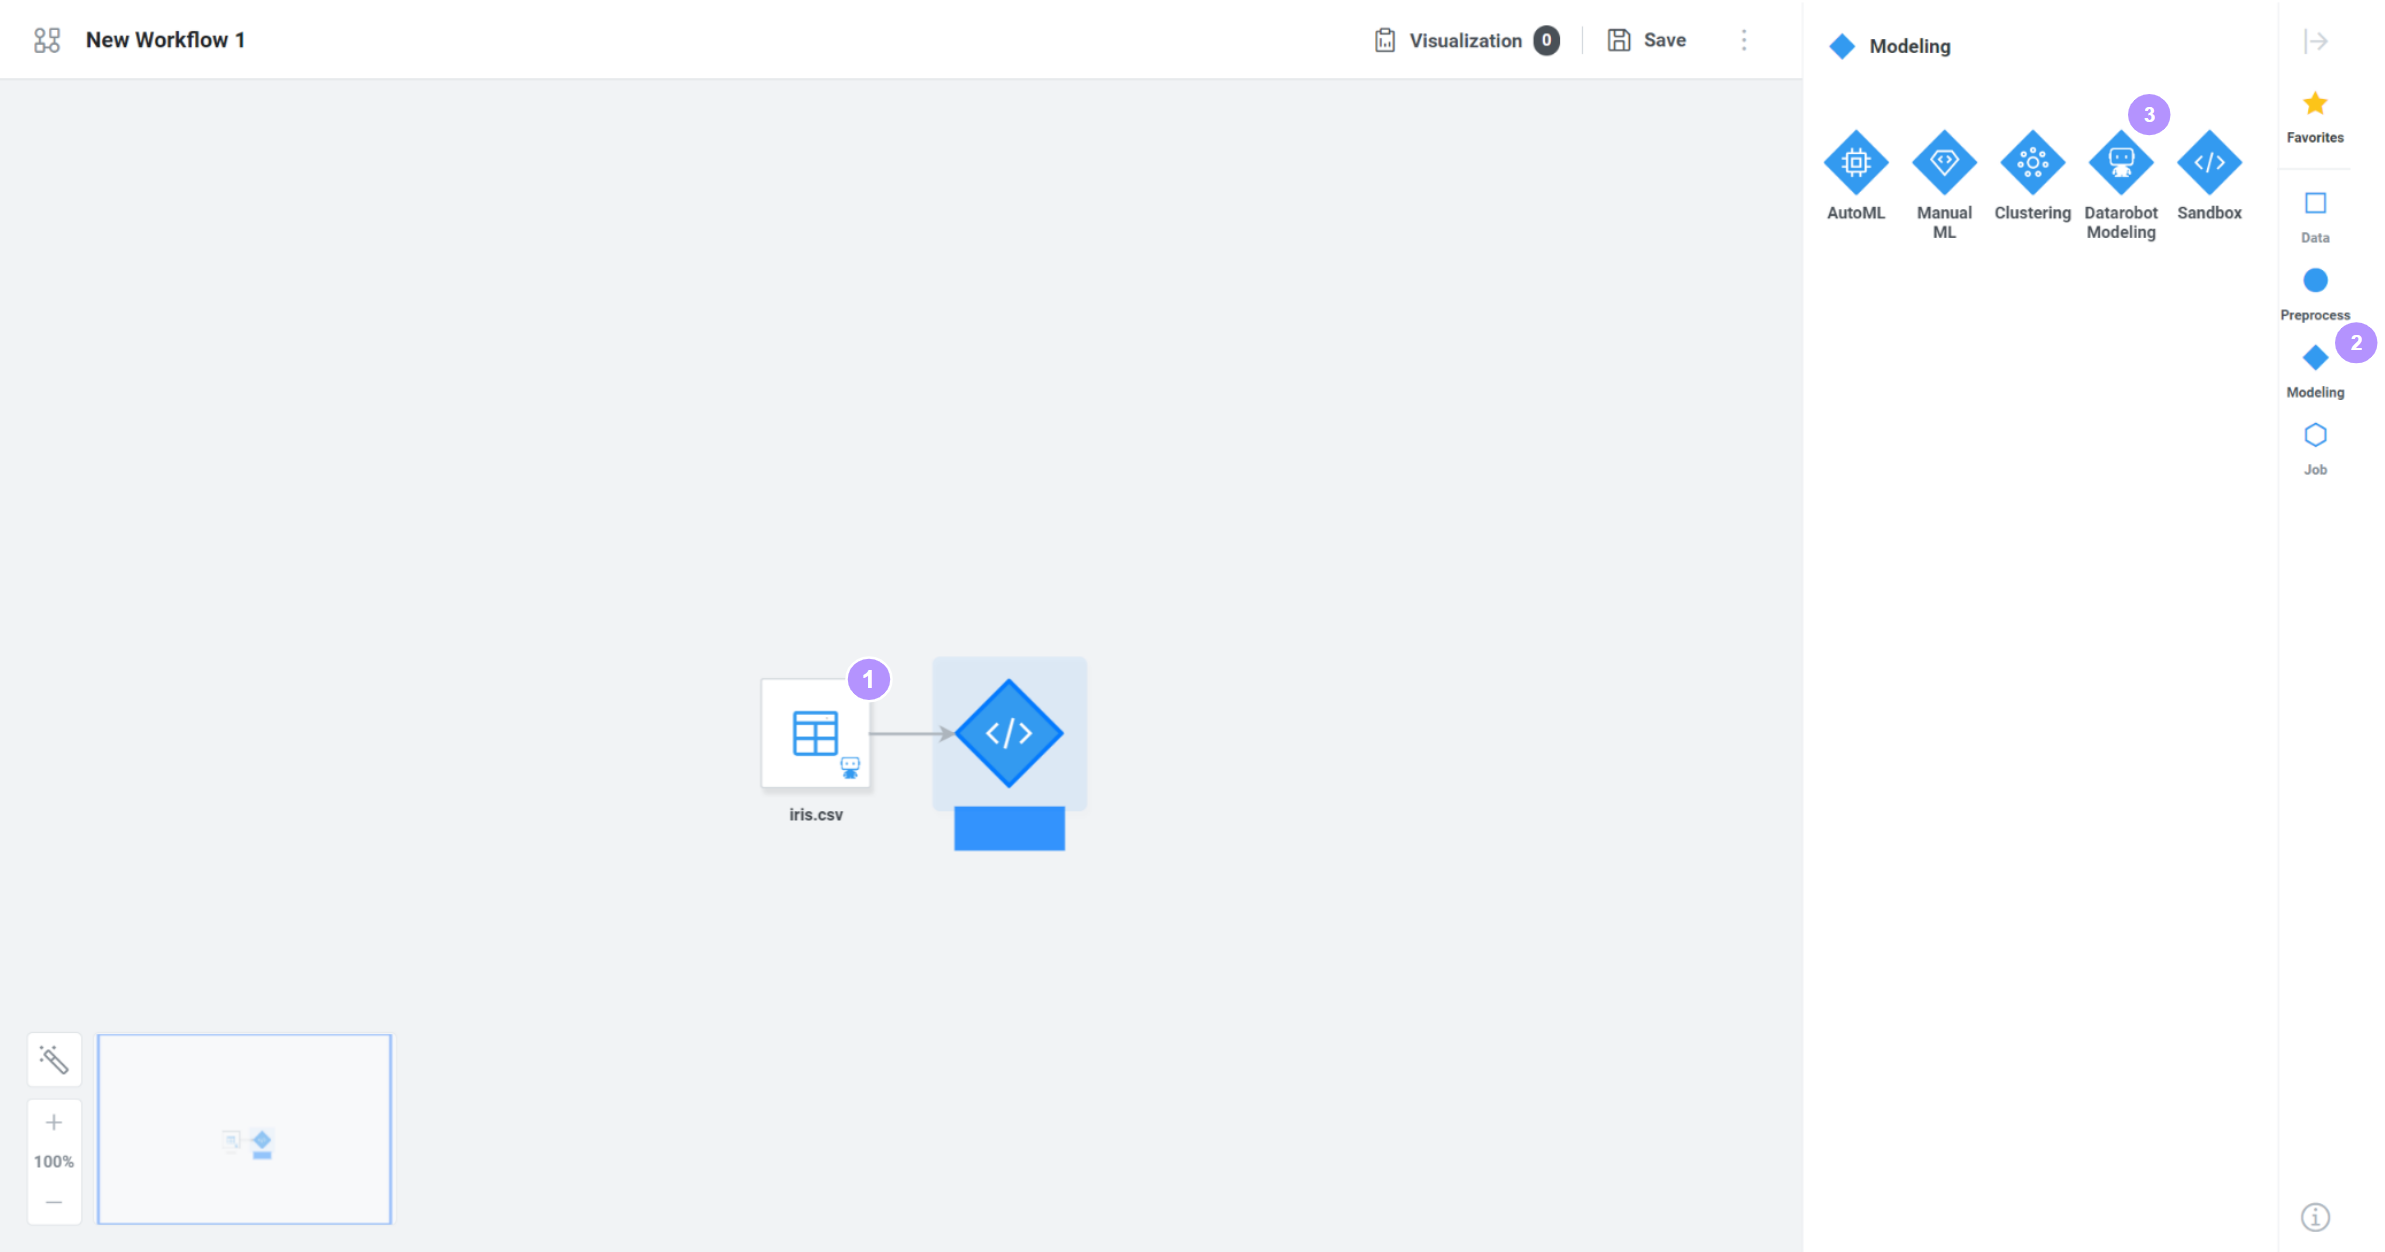 New Workflow 1
Visualization 0
Save
Modeling
3
AutoML
Manual
ML
Clustering
Datarobot
Modeling
Sandbox
Favorites
Data
Preprocess
2
Modeling
Job
1
iris.csv
100%